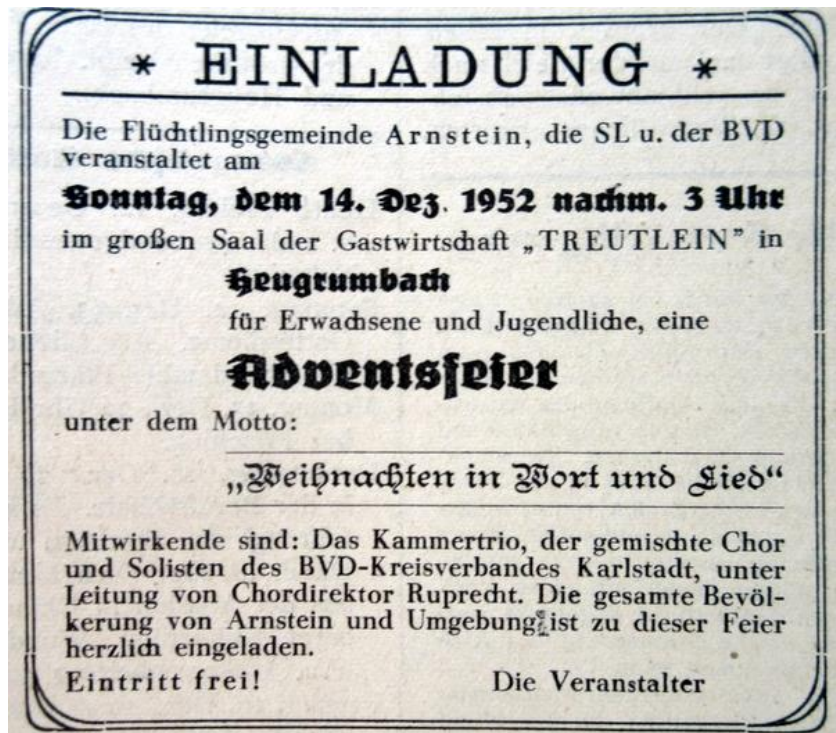 * EINLADUNG *
Die Flüchtlingsgemeinde Arnstein, die SL u. der BVD
veranstaltet am
Sonntag, dem 14. Dez. 1952 nachm. 3 Uhr
im großen Saal der Gastwirtschaft „TREUTLEIN” in
Heugrumbach
für Erwachsene und Jugendliche, eine
Adventsfeier
unter dem Motto:
„Weihnachten in Wort und Lied“
Mitwirkende sind: Das Kammertrio, der gemischte Chor
und Solisten des BVD-Kreisverbandes Karlstadt, unter
Leitung von Chordirektor Ruprecht. Die gesamte Bevöl-
kerung von Arnstein und Umgebung ist zu dieser Feier
herzlich eingeladen.
Eintritt frei! Die Veranstalter